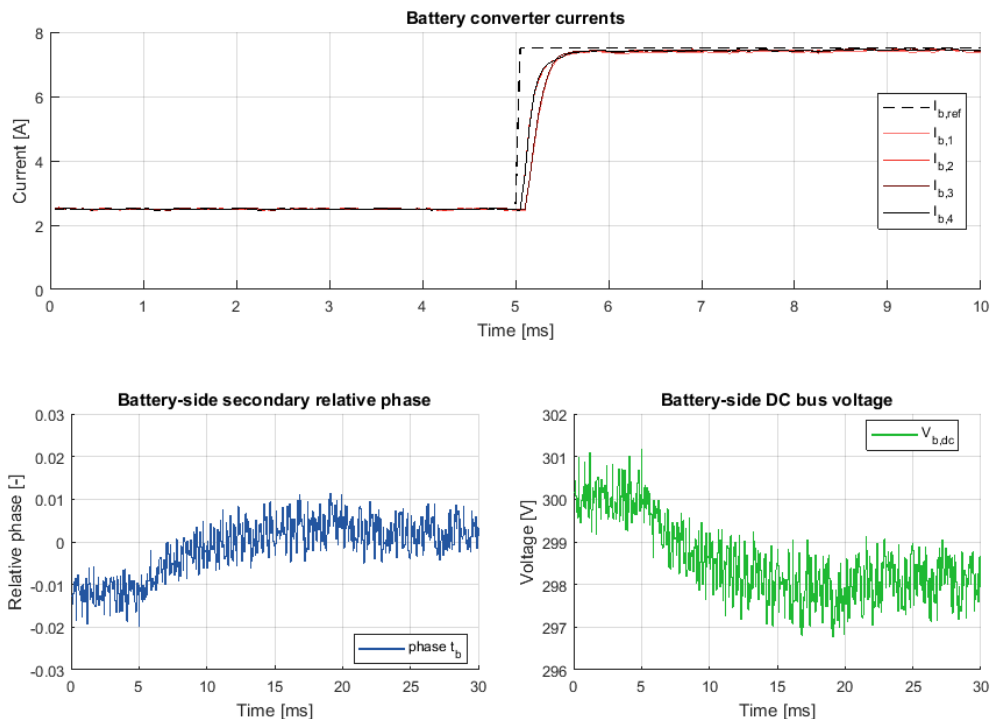 Battery converter currents
8
6
4
2
0
Current [A]
I_b,ref
I_b,1
I_b,2
I_b,3
I_b,4
0 1 2 3 4 5 6 7 8 9 10
Time [ms]
Battery-side secondary relative phase
0.03
0.02
0.01
0
-0.01
-0.02
-0.03
Relative phase [-]
phase t_b
0 5 10 15 20 25 30
Time [ms]
Battery-side DC bus voltage
302
301
300
299
298
297
296
Voltage [V]
V_b,dc
0 5 10 15 20 25 30
Time [ms]